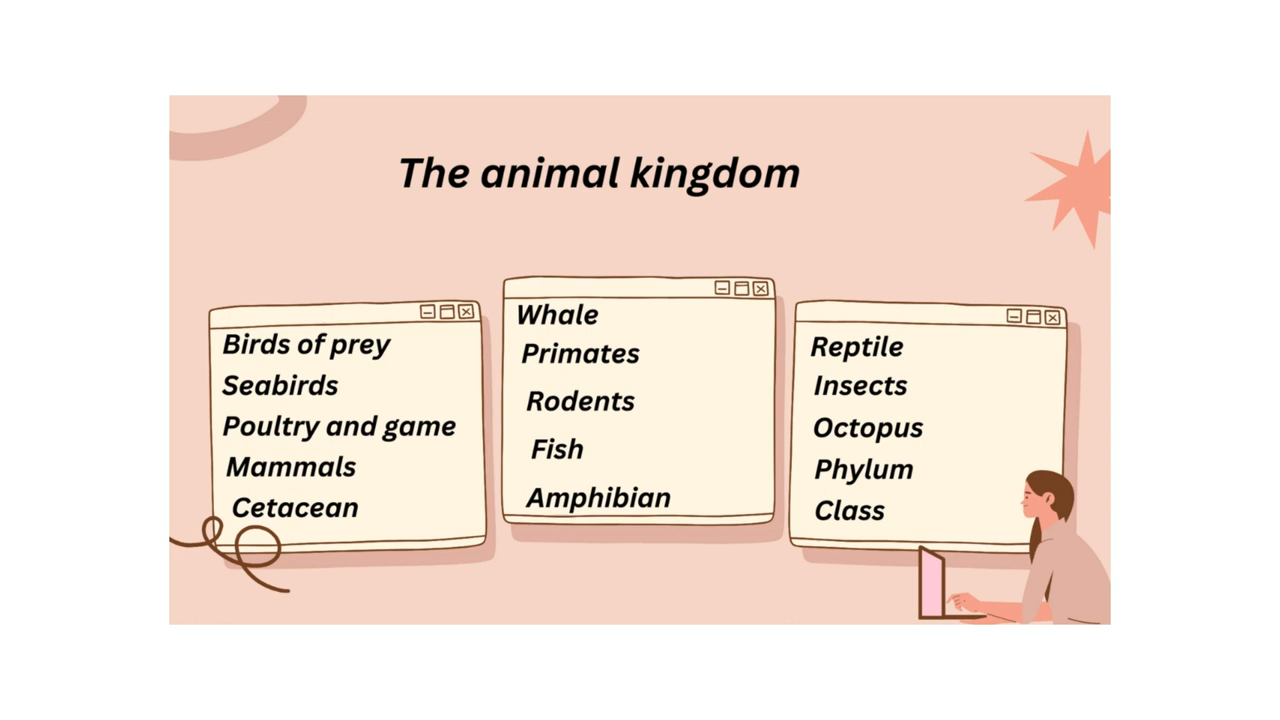 The animal kingdom
Birds of prey
Seabirds
Poultry and game
Mammals
Cetacean
Whale
Primates
Rodents
Fish
Amphibian
Reptile
Insects
Octopus
Phylum
Class